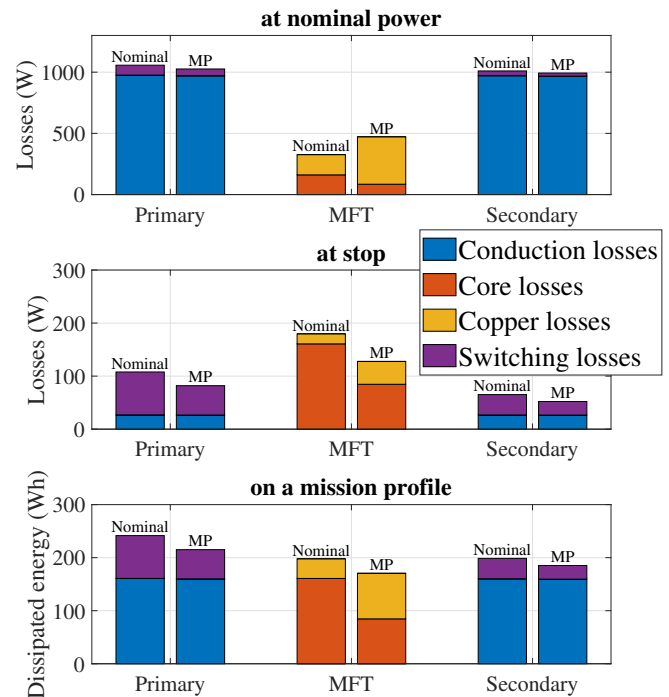 at nominal power
Losses (W)
1000
500
0
Nominal
MP
Nominal
MP
Nominal
MP
Primary
MFT
Secondary
at stop
Losses (W)
300
200
100
0
Nominal
MP
Nominal
MP
Nominal
MP
Primary
MFT
Secondary
Conduction losses
Core losses
Copper losses
Switching losses
on a mission profile
Dissipated energy (Wh)
300
200
100
0
Nominal
MP
Nominal
MP
Nominal
MP
Primary
MFT
Secondary